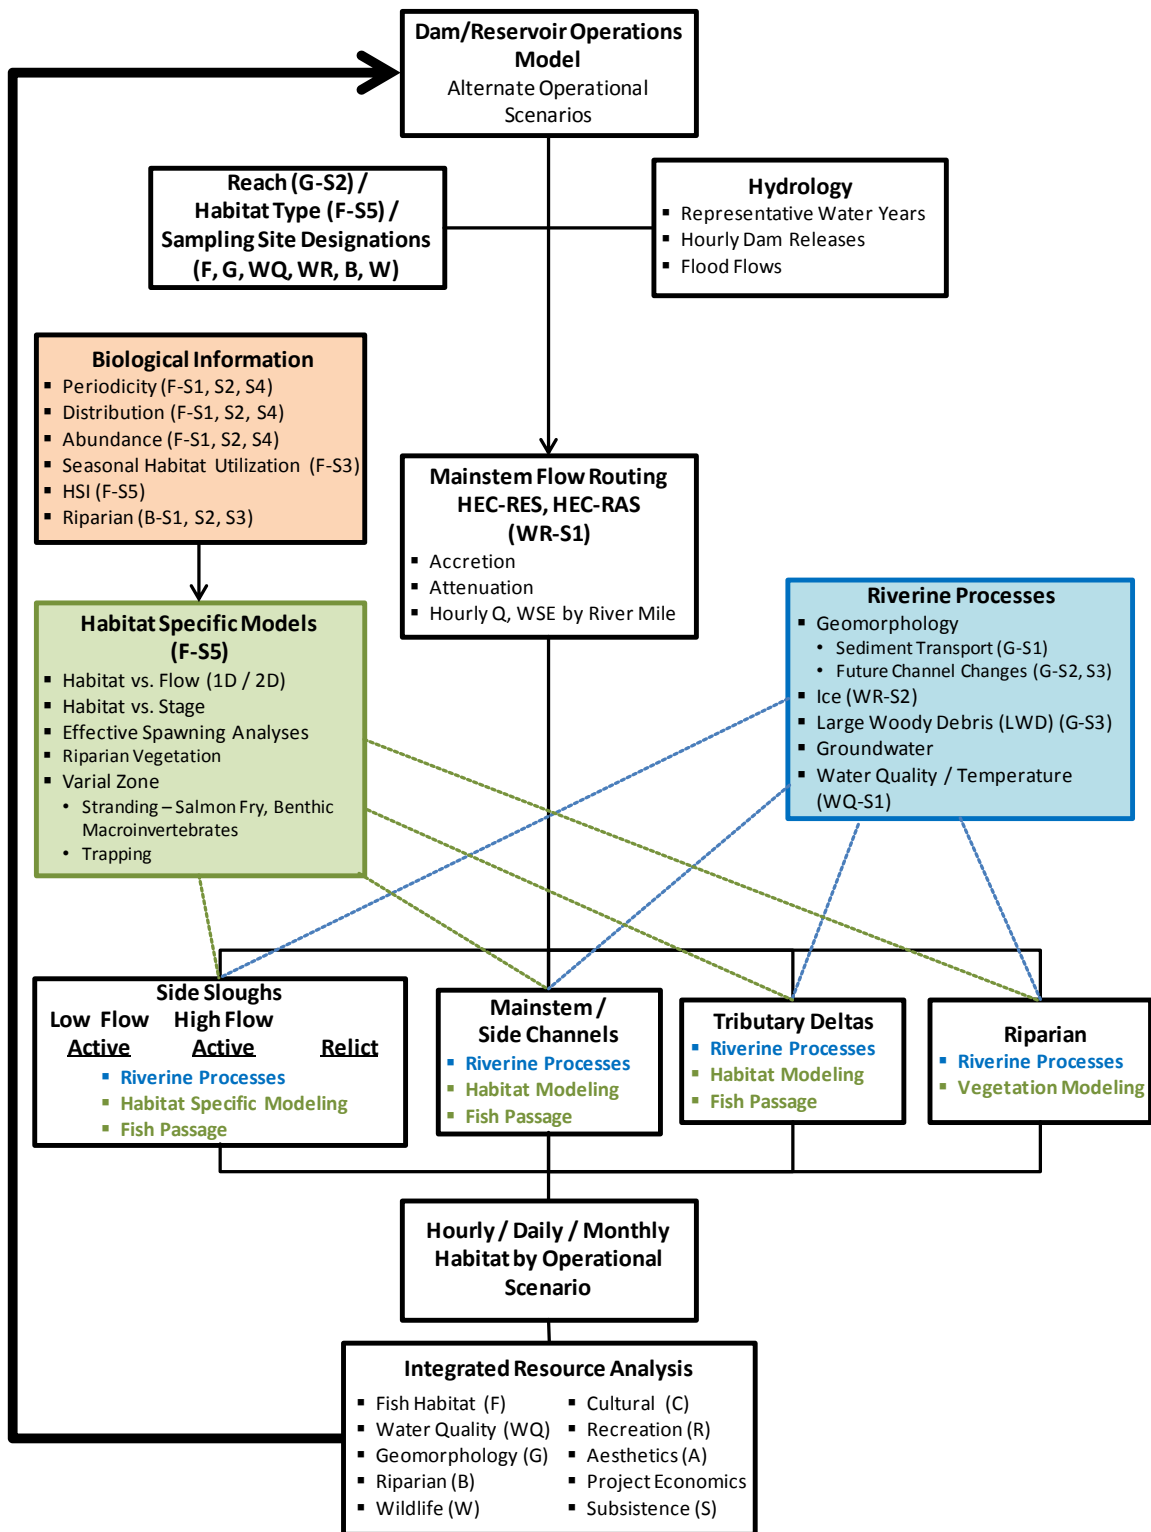 Dam/Reservoir Operations
Model
Alternate Operational
Scenarios
Reach (G-S2) /
Habitat Type (F-S5) /
Sampling Site Designations
(F, G, WQ, WR, B, W)
Hydrology
▪ Representative Water Years
▪ Hourly Dam Releases
▪ Flood Flows
Biological Information
▪ Periodicity (F-S1, S2, S4)
▪ Distribution (F-S1, S2, S4)
▪ Abundance (F-S1, S2, S4)
▪ Seasonal Habitat Utilization (F-S3)
▪ HSI (F-S5)
▪ Riparian (B-S1, S2, S3)
Mainstem Flow Routing
HEC-RES, HEC-RAS
(WR-S1)
▪ Accretion
▪ Attenuation
▪ Hourly Q, WSE by River Mile
Riverine Processes
▪ Geomorphology
• Sediment Transport (G-S1)
• Future Channel Changes (G-S2, S3)
▪ Ice (WR-S2)
▪ Large Woody Debris (LWD) (G-S3)
▪ Groundwater
▪ Water Quality / Temperature
(WQ-S1)
Habitat Specific Models
(F-S5)
▪ Habitat vs. Flow (1D / 2D)
▪ Habitat vs. Stage
▪ Effective Spawning Analyses
▪ Riparian Vegetation
▪ Varial Zone
• Stranding – Salmon Fry, Benthic
Macroinvertebrates
• Trapping
Side Sloughs
Low Flow High Flow
Active Active Relict
▪ Riverine Processes
▪ Habitat Specific Modeling
▪ Fish Passage
Mainstem /
Side Channels
▪ Riverine Processes
▪ Habitat Modeling
▪ Fish Passage
Tributary Deltas
▪ Riverine Processes
▪ Habitat Modeling
▪ Fish Passage
Riparian
▪ Riverine Processes
▪ Vegetation Modeling
Hourly / Daily / Monthly
Habitat by Operational
Scenario
Integrated Resource Analysis
▪ Fish Habitat (F)
▪ Water Quality (WQ)
▪ Geomorphology (G)
▪ Riparian (B)
▪ Wildlife (W)
▪ Cultural (C)
▪ Recreation (R)
▪ Aesthetics (A)
▪ Project Economics
▪ Subsistence (S)